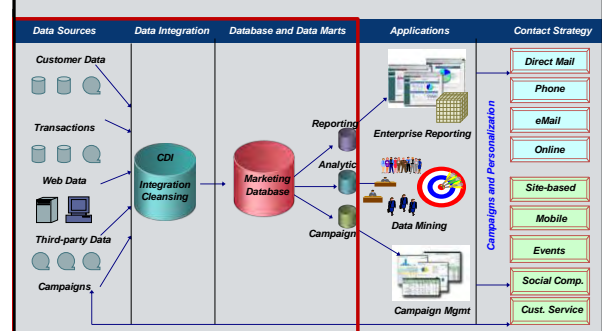 Data Sources
Data Integration
Database and Data Marts
Applications
Contact Strategy
Customer Data
Transactions
Web Data
Third-party Data
Campaigns
CDI
Integration
Cleansing
Marketing
Database
Reporting
Analytic
Campaign
Enterprise Reporting
Data Mining
Campaign Mgmt
Campaigns and Personalization
Direct Mail
Phone
eMail
Online
Site-based
Mobile
Events
Social Comp.
Cust. Service